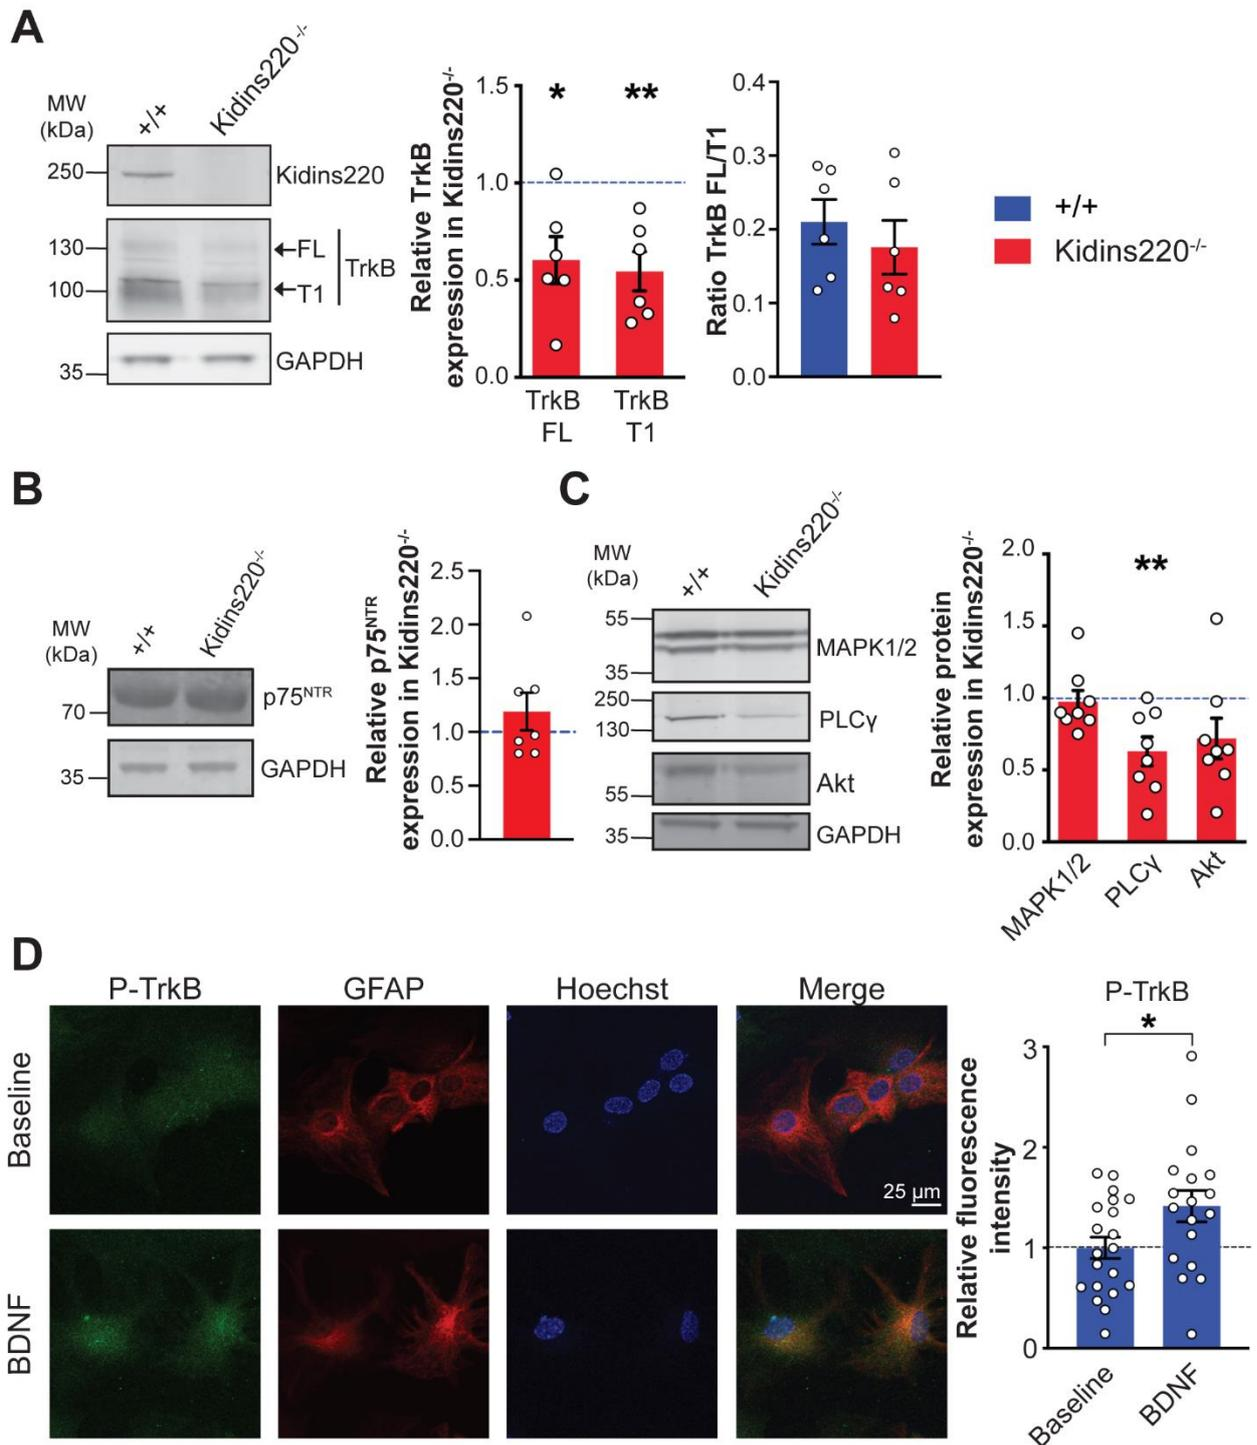 A
MW
(kDa)
+/+
Kidins220-/-
250
Kidins220
130
FL
TrkB
100
T1
35
GAPDH
Relative TrkB
expression in Kidins220-/-
1.5
1.0
0.5
0.0
*
**
TrkB
FL
TrkB
T1
Ratio TrkB FL/T1
0.4
0.3
0.2
0.1
0.0
+/+
Kidins220-/-
B
MW
(kDa)
+/+
Kidins220-/-
70
p75NTR
35
GAPDH
Relative p75NTR
expression in Kidins220-/-
2.5
2.0
1.5
1.0
0.5
0.0
C
MW
(kDa)
+/+
Kidins220-/-
55
MAPK1/2
35
250
PLCγ
130
Akt
55
35
GAPDH
Relative protein
expression in Kidins220-/-
2.0
1.5
1.0
0.5
0.0
**
MAPK1/2
PLCγ
Akt
D
P-TrkB
GFAP
Hoechst
Merge
Baseline
25 µm
BDNF
P-TrkB
*
Relative fluorescence
intensity
3
2
1
0
Baseline
BDNF